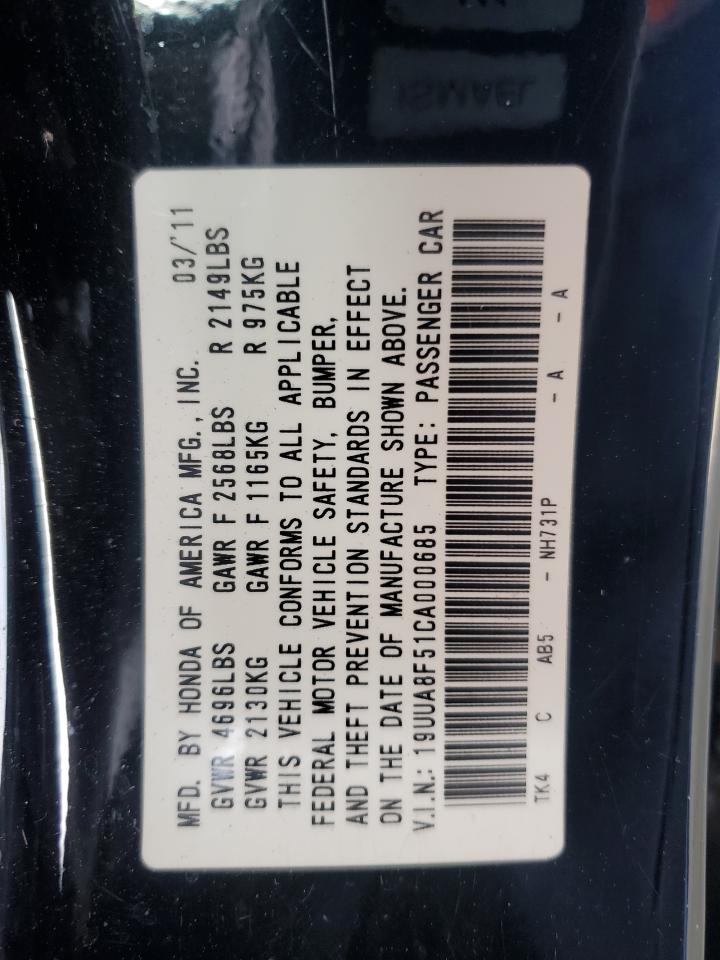 MFD. BY HONDA OF AMERICA MFG., INC. 03/'11
GVWR 4696LBS GAWR F 2568LBS R 2149LBS
GVWR 2130KG GAWR F 1165KG R 975KG
THIS VEHICLE CONFORMS TO ALL APPLICABLE
FEDERAL MOTOR VEHICLE SAFETY, BUMPER,
AND THEFT PREVENTION STANDARDS IN EFFECT
ON THE DATE OF MANUFACTURE SHOWN ABOVE.
V.I.N.: 19UUA8F51CA000685 TYPE: PASSENGER CAR
TK4 C AB5 - NH731P - A - A
ISMAEL